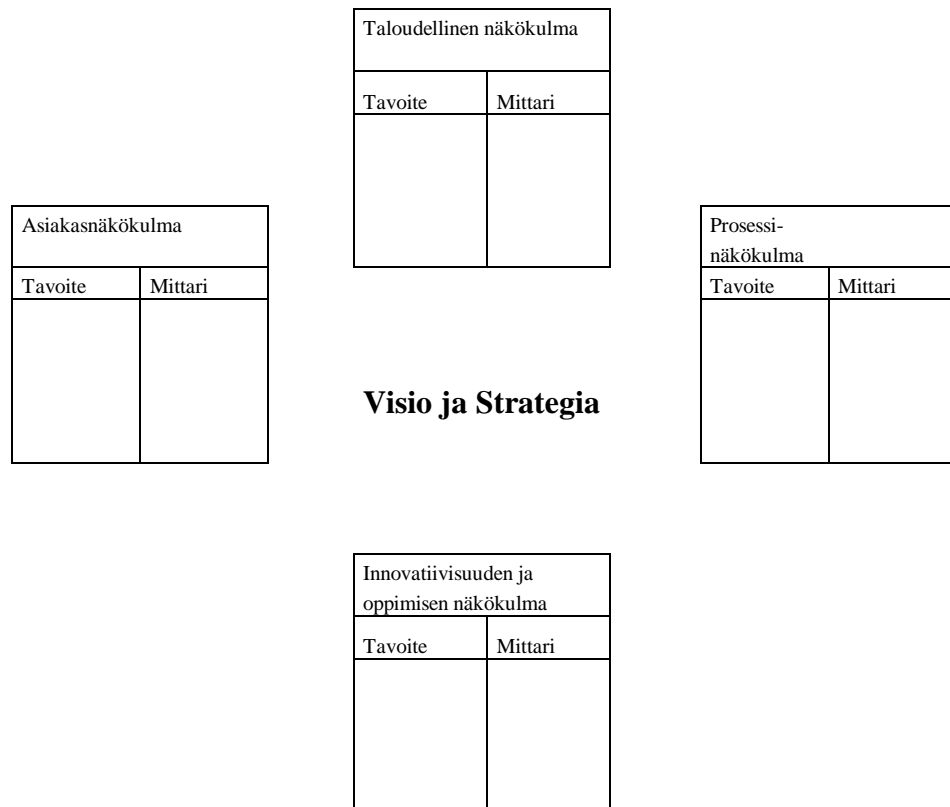 Taloudellinen näkökulma
Tavoite Mittari
Asiakasnäkökulma
Tavoite Mittari
Prosessi-
näkökulma
Tavoite Mittari
Visio ja Strategia
Innovatiivisuuden ja
oppimisen näkökulma
Tavoite Mittari